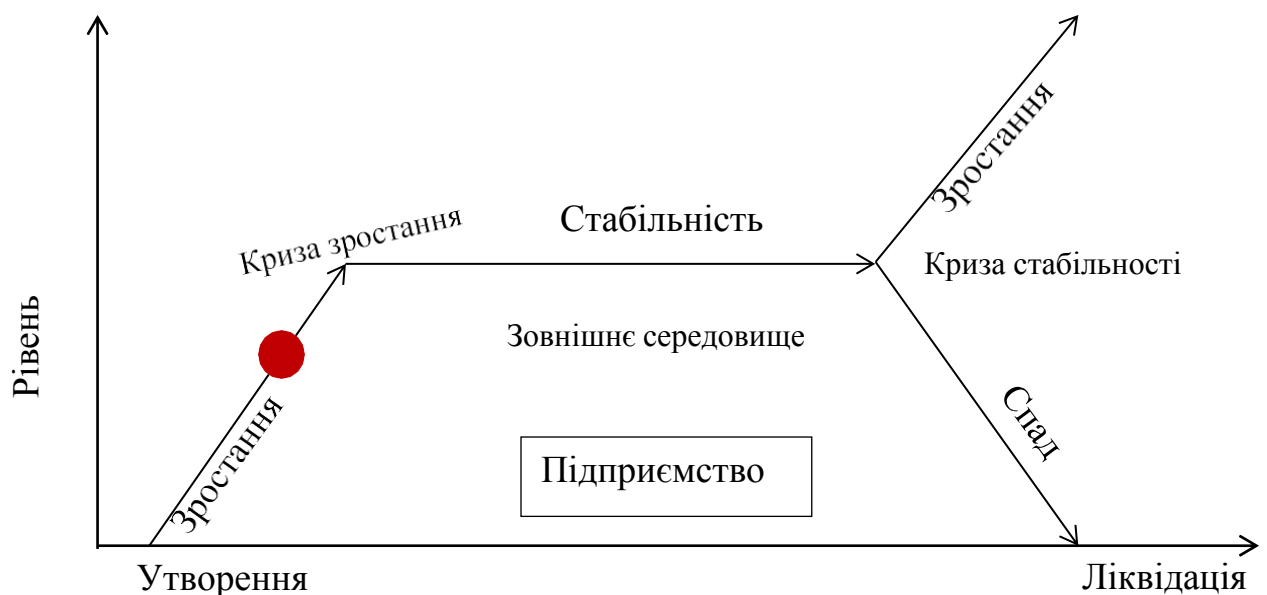 Зростання
Криза зростання
Стабільність
Криза стабільності
Зовнішнє середовище
Рівень
Зростання
Спад
Підприємство
Утворення
Ліквідація